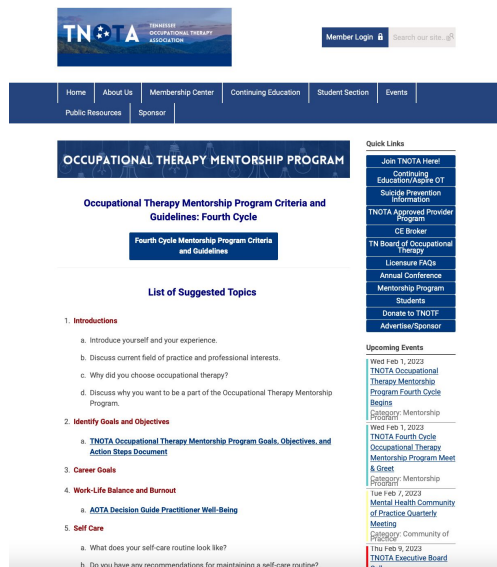 TNOTA
TENNESSEE
OCCUPATIONAL THERAPY
ASSOCIATION
Member Login
Search our site...
Home
About Us
Membership Center
Continuing Education
Student Section
Events
Public Resources
Sponsor
OCCUPATIONAL THERAPY MENTORSHIP PROGRAM
Occupational Therapy Mentorship Program Criteria and
Guidelines: Fourth Cycle
Fourth Cycle Mentorship Program Criteria
and Guidelines
List of Suggested Topics
1. Introductions
a. Introduce yourself and your experience.
b. Discuss current field of practice and professional interests.
c. Why did you choose occupational therapy?
d. Discuss why you want to be a part of the Occupational Therapy Mentorship
Program.
2. Identify Goals and Objectives
a. TNOTA Occupational Therapy Mentorship Program Goals, Objectives, and
Action Steps Document
3. Career Goals
4. Work-Life Balance and Burnout
a. AOTA Decision Guide Practitioner Well-Being
5. Self Care
a. What does your self-care routine look like?
b. Do you have any recommendations for maintaining a self-care routine?
Quick Links
Join TNOTA Here!
Continuing
Education/Aspire OT
Suicide Prevention
Information
TNOTA Approved Provider
Program
CE Broker
TN Board of Occupational
Therapy
Licensure FAQs
Annual Conference
Mentorship Program
Students
Donate to TNOTF
Advertise/Sponsor
Upcoming Events
Wed Feb 1, 2023
TNOTA Occupational
Therapy Mentorship
Program Fourth Cycle
Begins
Category: Mentorship
Program
Wed Feb 1, 2023
TNOTA Fourth Cycle
Occupational Therapy
Mentorship Program Meet
& Greet
Category: Mentorship
Program
Tue Feb 7, 2023
Mental Health Community
of Practice Quarterly
Meeting
Category: Community of
Practice
Thu Feb 9, 2023
TNOTA Executive Board